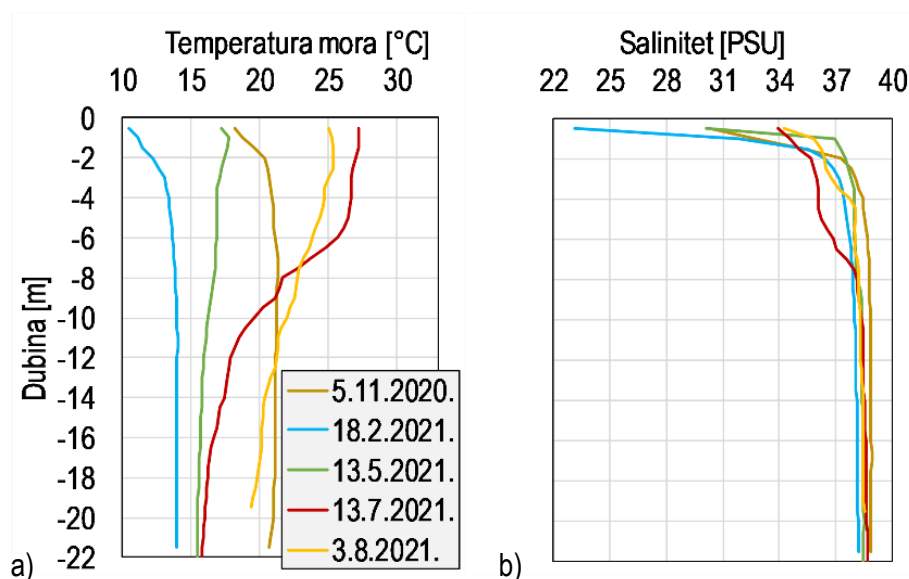 Temperatura mora [°C]
10 15 20 25 30
Salinitet [PSU]
22 25 28 31 34 37 40
Dubina [m]
0
-2
-4
-6
-8
-10
-12
-14
-16
-18
-20
-22
5.11.2020.
18.2.2021.
13.5.2021.
13.7.2021.
3.8.2021.
a)
b)